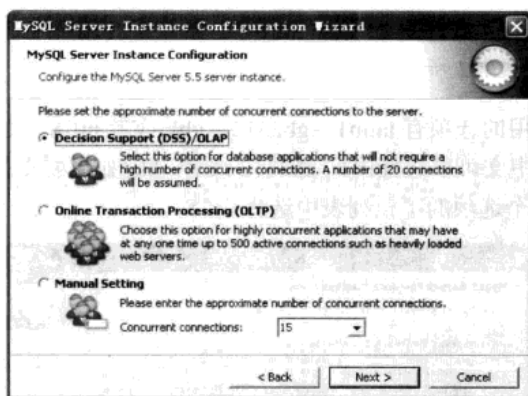 MySQL Server Instance Configuration Wizard
MySQL Server Instance Configuration
Configure the MySQL Server 5.5 server instance.
Please set the approximate number of concurrent connections to the server.
Decision Support (DSS)/OLAP
Select this option for database applications that will not require a
high number of concurrent connections. A number of 20 connections
will be assumed.
Online Transaction Processing (OLTP)
Choose this option for highly concurrent applications that may have
at any one time up to 500 active connections such as heavily loaded
web servers.
Manual Setting
Please enter the approximate number of concurrent connections.
Concurrent connections: 15
< Back Next > Cancel